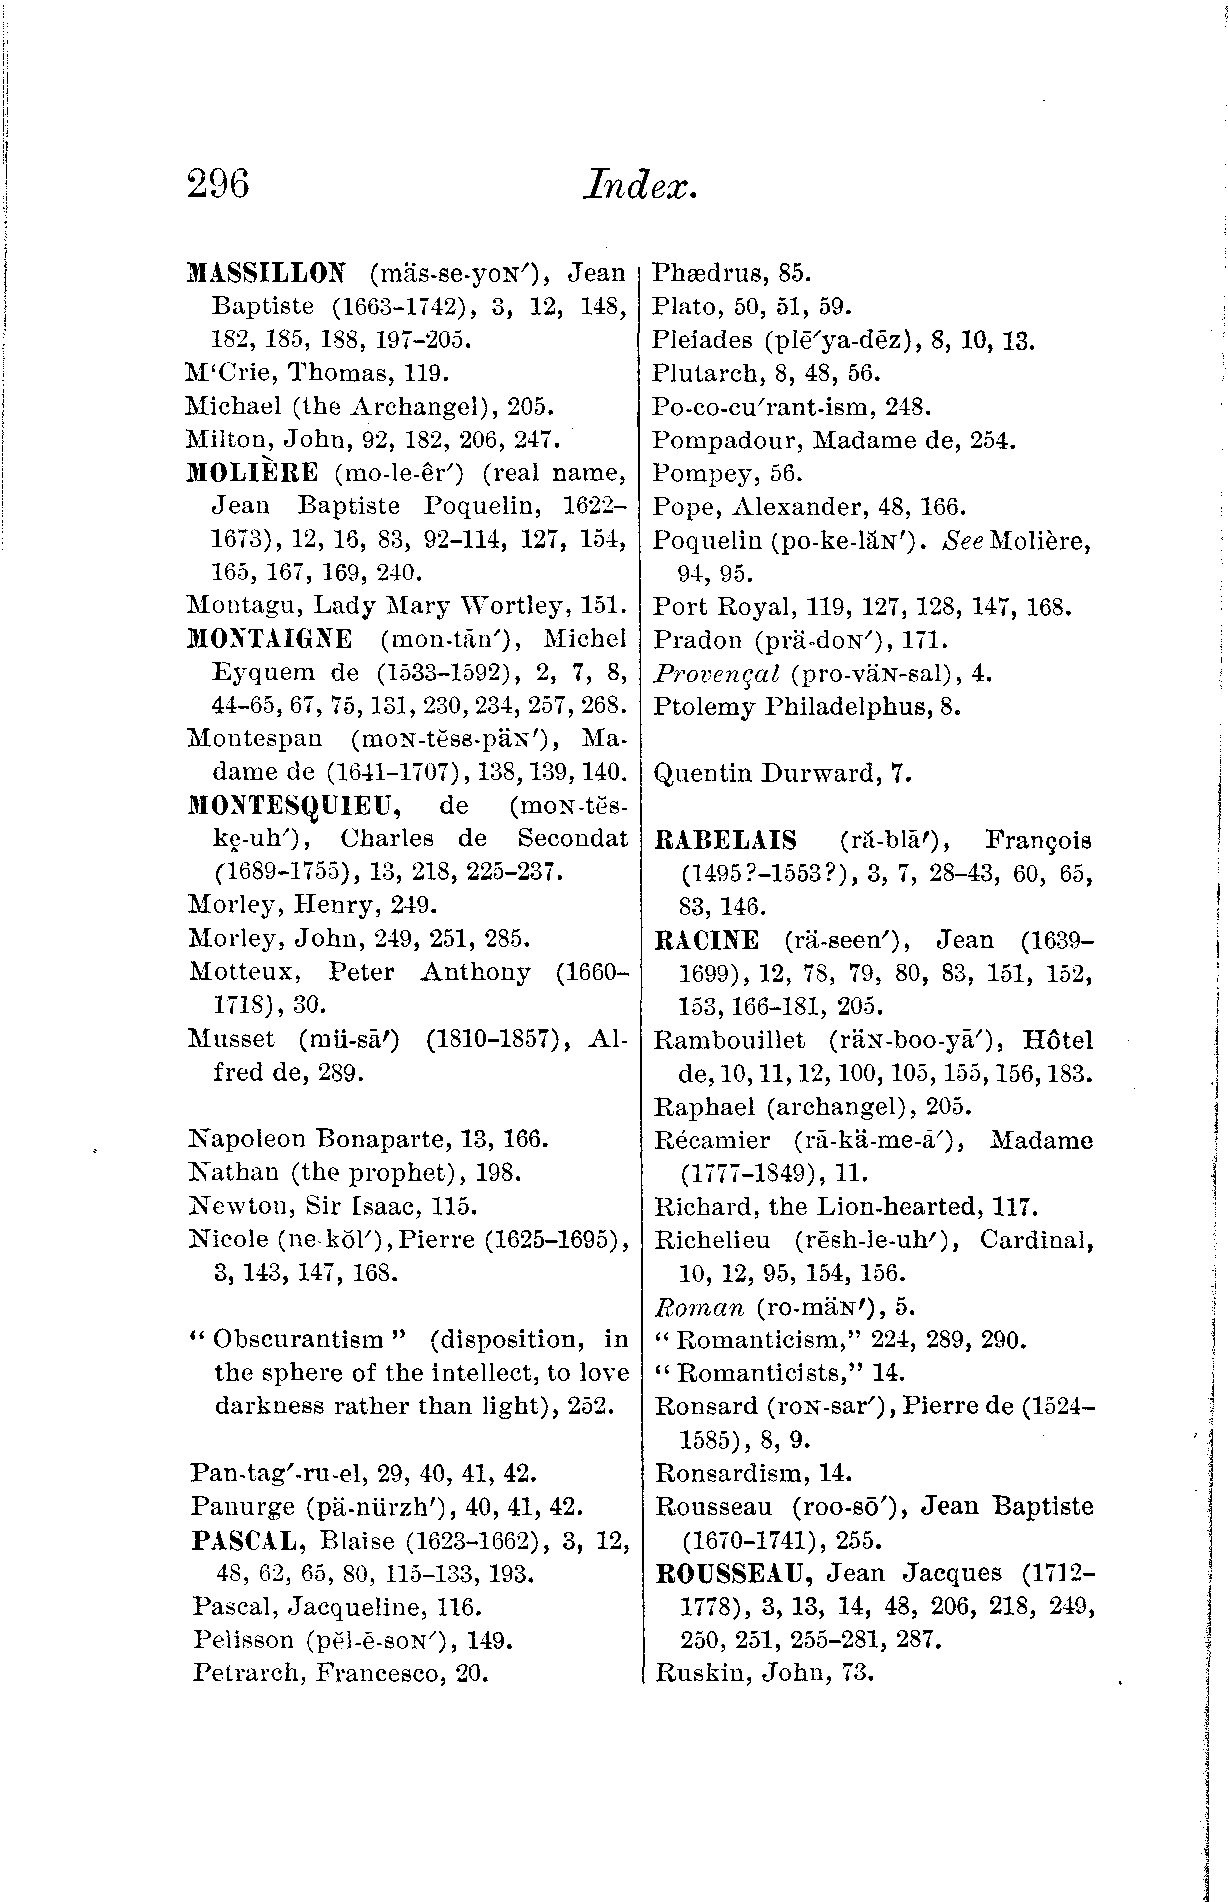 296 Index.
MASSILLON (mäs-se-yoɴ′), Jean
Baptiste (1663–1742), 3, 12, 148,
182, 185, 188, 197–205.
M‘Crie, Thomas, 119.
Michael (the Archangel), 205.
Milton, John, 92, 182, 206, 247.
MOLIÈRE (mo-le-êr′) (real name,
Jean Baptiste Poquelin, 1622–
1673), 12, 16, 83, 92–114, 127, 154,
165, 167, 169, 240.
Montagu, Lady Mary Wortley, 151.
MONTAIGNE (mon-tān′), Michel
Eyquem de (1533–1592), 2, 7, 8,
44–65, 67, 75, 131, 230, 234, 257, 268.
Montespan (moɴ-tĕss-päɴ′), Ma-
dame de (1641–1707), 138, 139, 140.
MONTESQUIEU, de (moɴ-tĕs-
ke̱-uh′), Charles de Secondat
(1689–1755), 13, 218, 225–237.
Morley, Henry, 249.
Morley, John, 249, 251, 285.
Motteux, Peter Anthony (1660–
1718), 30.
Musset (mü-sā′) (1810–1857), Al-
fred de, 289.
Napoleon Bonaparte, 13, 166.
Nathan (the prophet), 198.
Newton, Sir Isaac, 115.
Nicole (ne-kŏl′), Pierre (1625–1695),
3, 143, 147, 168.
“Obscurantism” (disposition, in
the sphere of the intellect, to love
darkness rather than light), 252.
Pan-tag′-ru-el, 29, 40, 41, 42.
Panurge (pä-nürzh′), 40, 41, 42.
PASCAL, Blaise (1623–1662), 3, 12,
48, 62, 65, 80, 115–133, 193.
Pascal, Jacqueline, 116.
Pelisson (pĕl-ē-soɴ′), 149.
Petrarch, Francesco, 20.
Phædrus, 85.
Plato, 50, 51, 59.
Pleiades (plē′ya-dēz), 8, 10, 13.
Plutarch, 8, 48, 56.
Po-co-cu′rant-ism, 248.
Pompadour, Madame de, 254.
Pompey, 56.
Pope, Alexander, 48, 166.
Poquelin (po-ke-lăɴ′). See Molière,
94, 95.
Port Royal, 119, 127, 128, 147, 168.
Pradon (prä-doɴ′), 171.
Provençal (pro-väɴ-sal), 4.
Ptolemy Philadelphus, 8.
Quentin Durward, 7.
RABELAIS (ră-blā′), François
(1495?–1553?), 3, 7, 28–43, 60, 65,
83, 146.
RACINE (rä-seen′), Jean (1639–
1699), 12, 78, 79, 80, 83, 151, 152,
153, 166–181, 205.
Rambouillet (räɴ-boo-yā′), Hôtel
de, 10, 11, 12, 100, 105, 155, 156, 183.
Raphael (archangel), 205.
Récamier (rā-kä-me-ā′), Madame
(1777–1849), 11.
Richard, the Lion-hearted, 117.
Richelieu (rēsh-le-uh′), Cardinal,
10, 12, 95, 154, 156.
Roman (ro-mäɴ′), 5.
“Romanticism,” 224, 289, 290.
“Romanticists,” 14.
Ronsard (roɴ-sar′), Pierre de (1524–
1585), 8, 9.
Ronsardism, 14.
Rousseau (roo-sō′), Jean Baptiste
(1670–1741), 255.
ROUSSEAU, Jean Jacques (1712–
1778), 3, 13, 14, 48, 206, 218, 249,
250, 251, 255–281, 287.
Ruskin, John, 73.